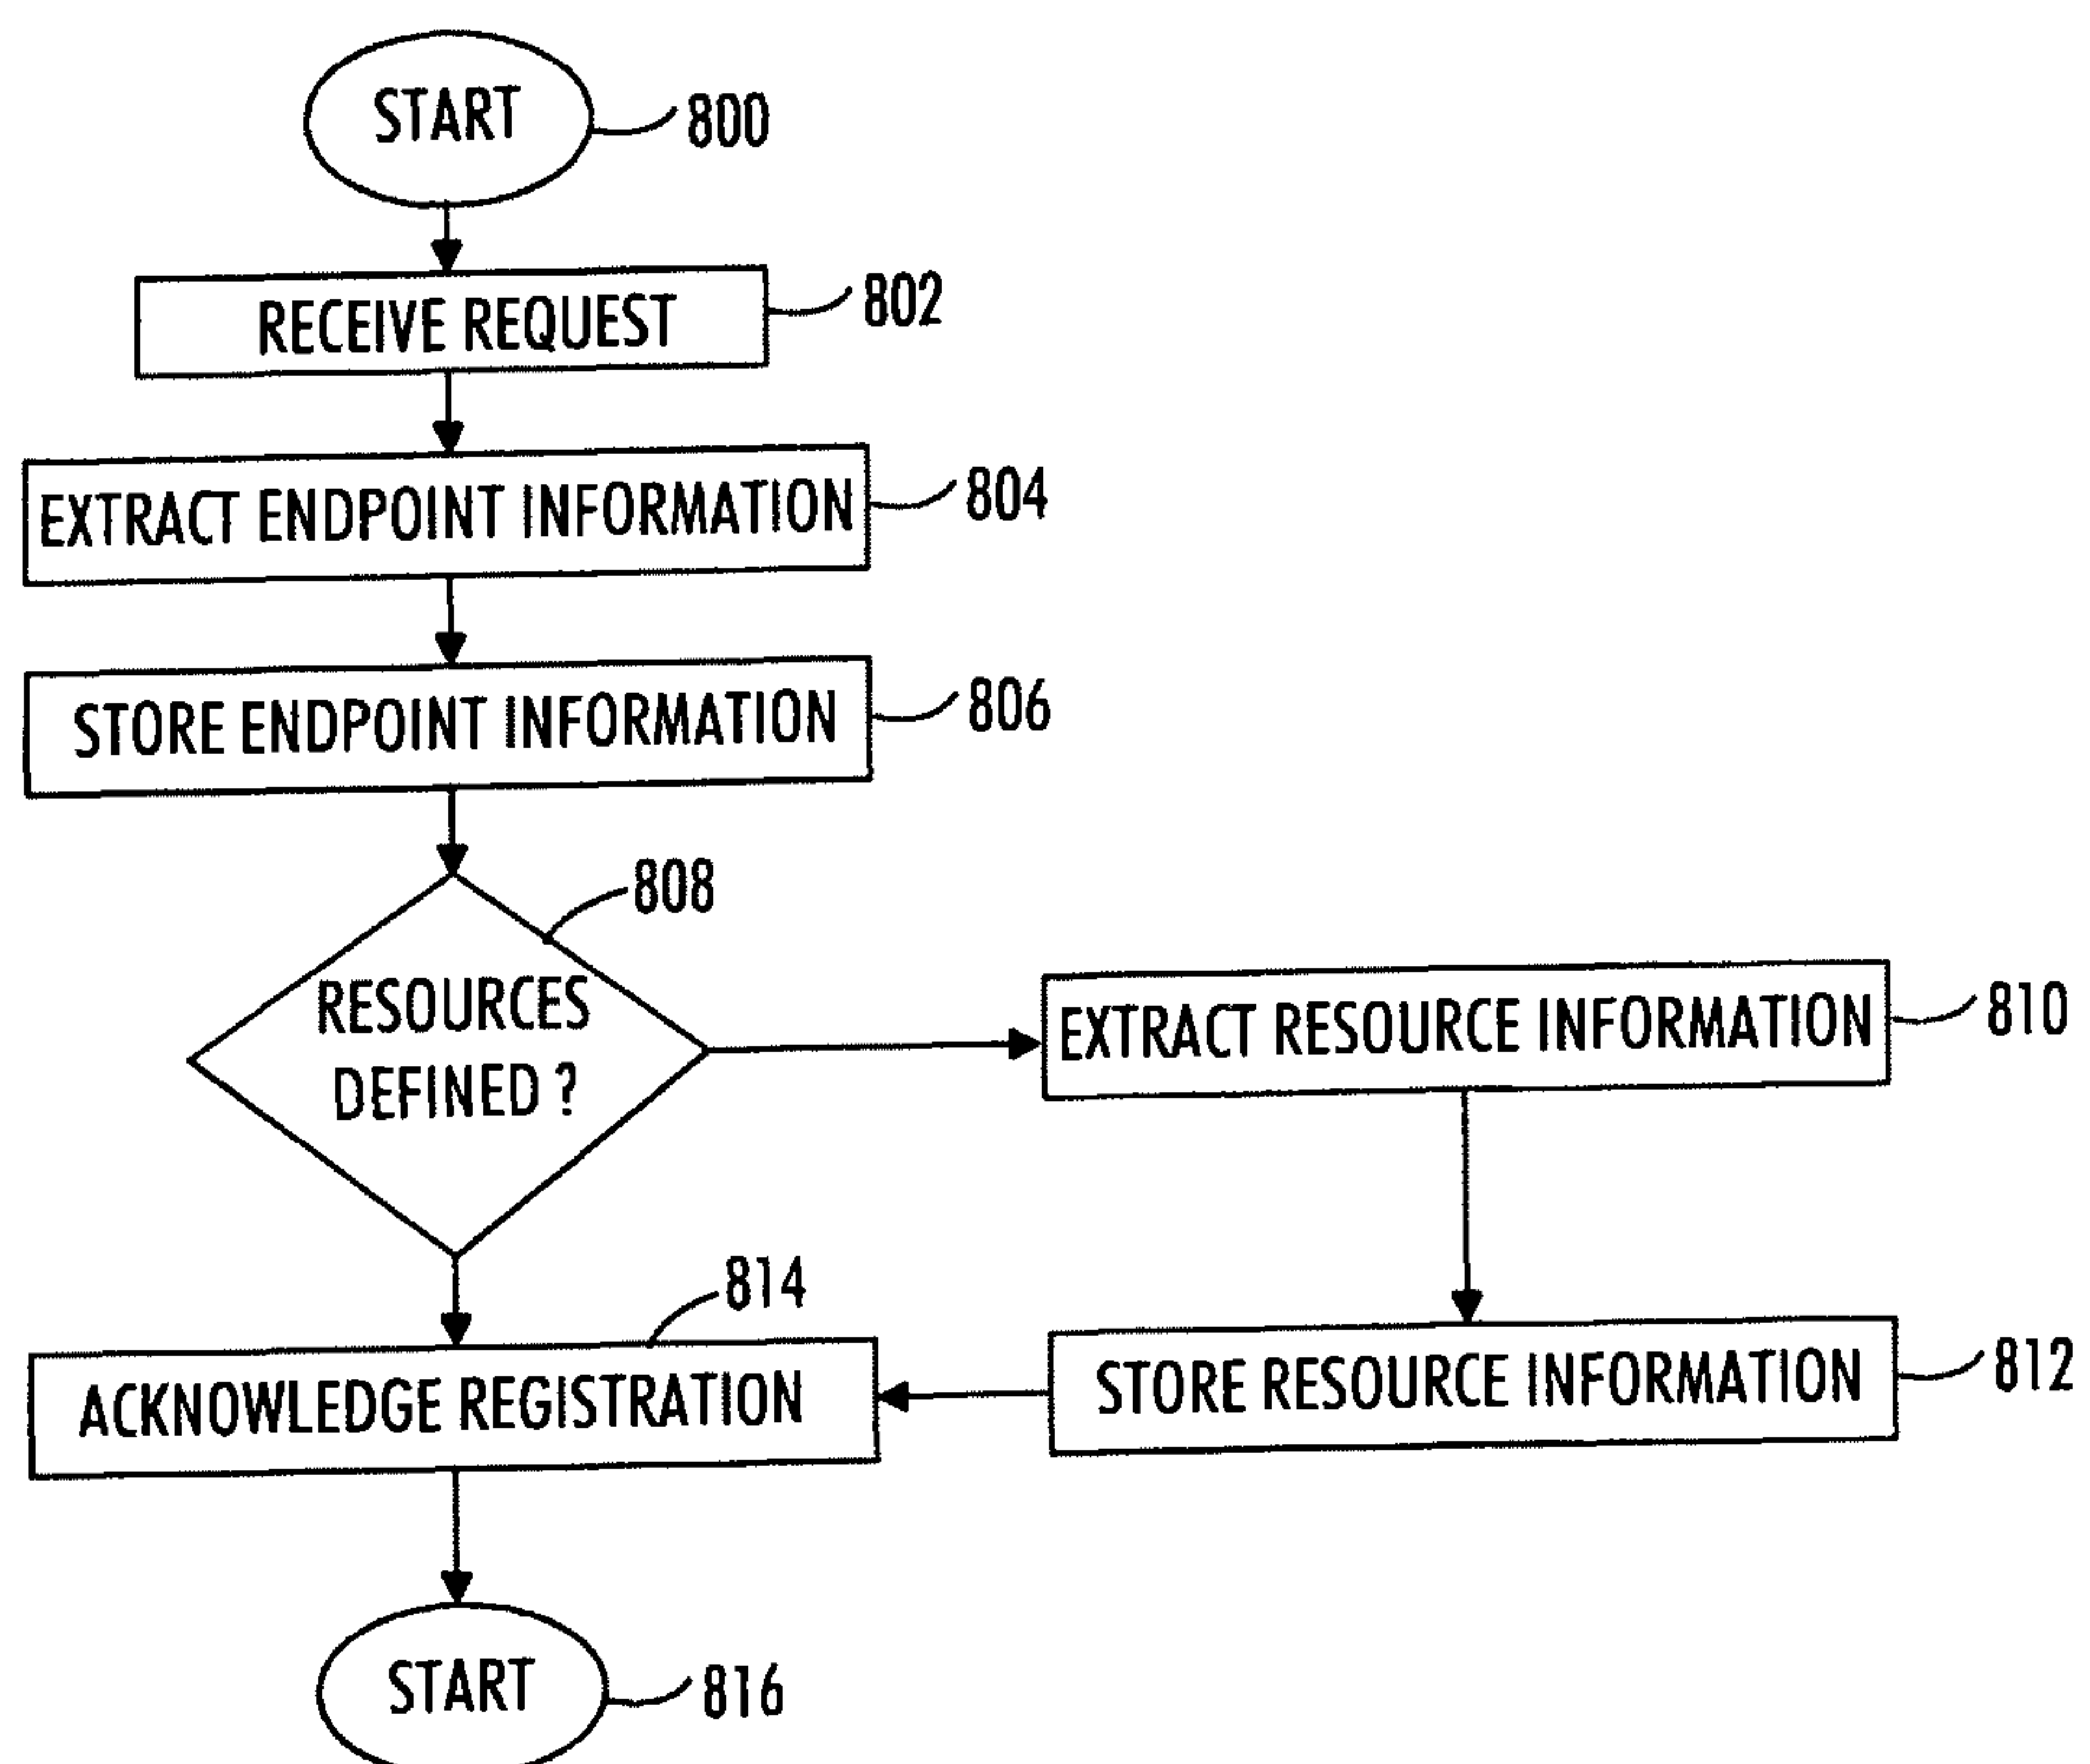 START
800
RECEIVE REQUEST
802
EXTRACT ENDPOINT INFORMATION
804
STORE ENDPOINT INFORMATION
806
808
RESOURCES
DEFINED ?
EXTRACT RESOURCE INFORMATION
810
814
ACKNOWLEDGE REGISTRATION
STORE RESOURCE INFORMATION
812
START
816